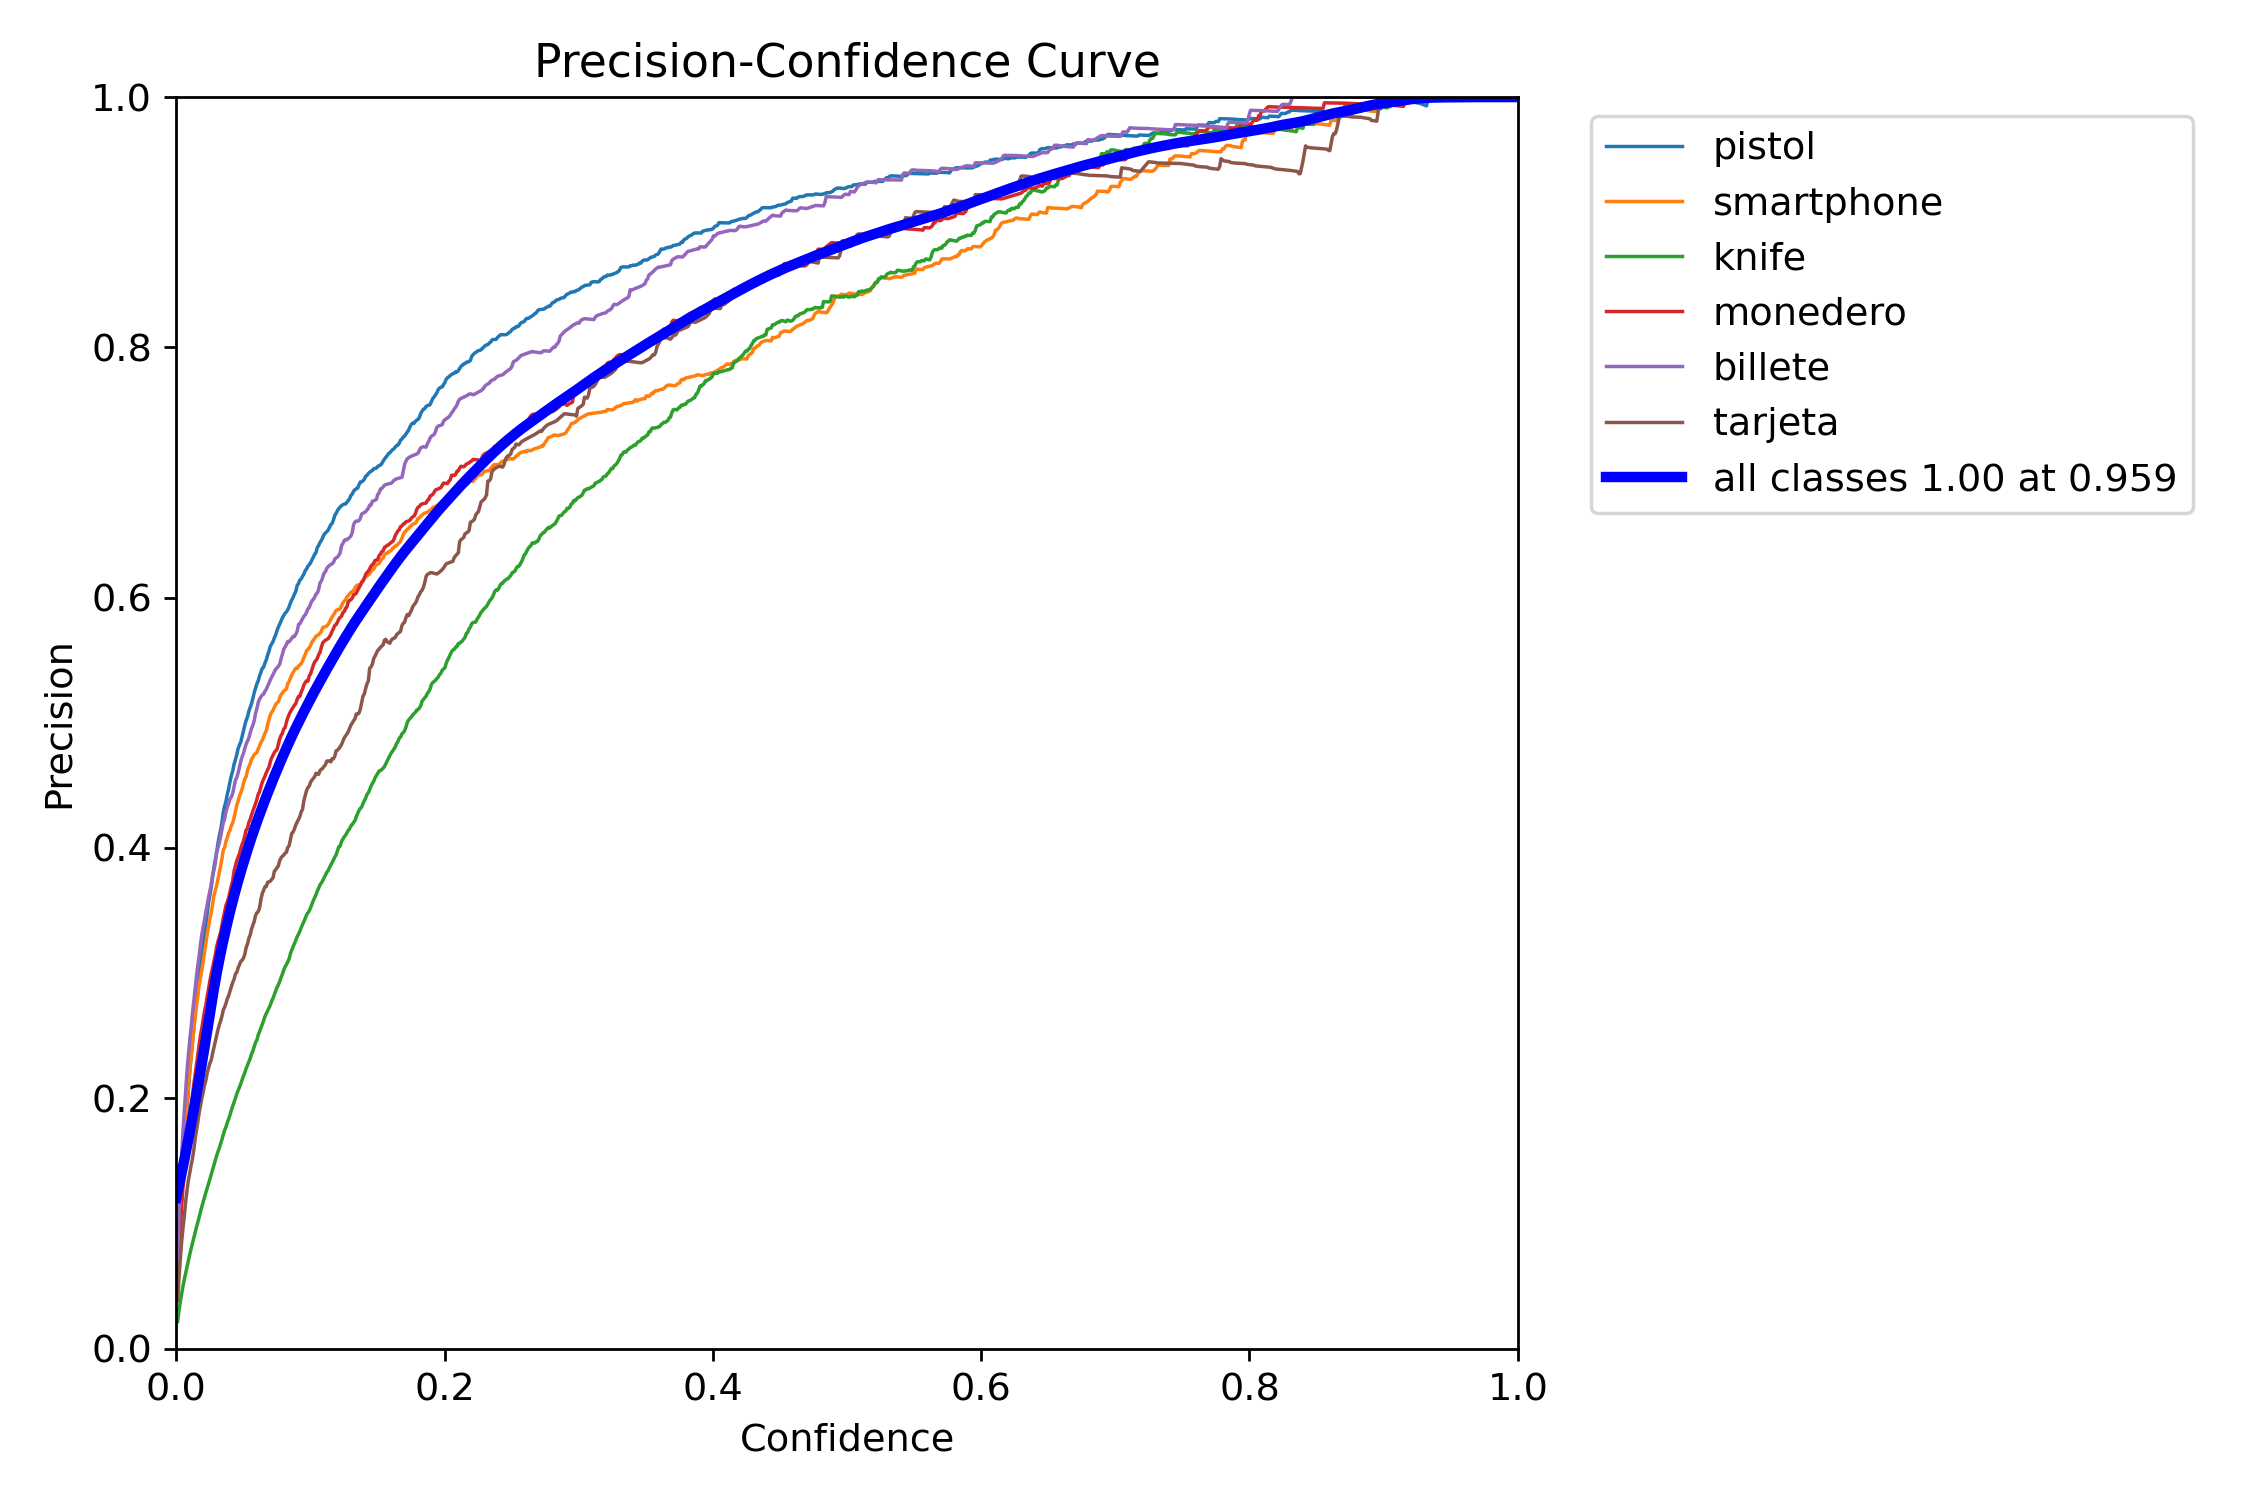 Precision-Confidence Curve
1.0
0.8
0.6
0.4
0.2
0.0
Precision
0.0 0.2 0.4 0.6 0.8 1.0
Confidence
pistol
smartphone
knife
monedero
billete
tarjeta
all classes 1.00 at 0.959